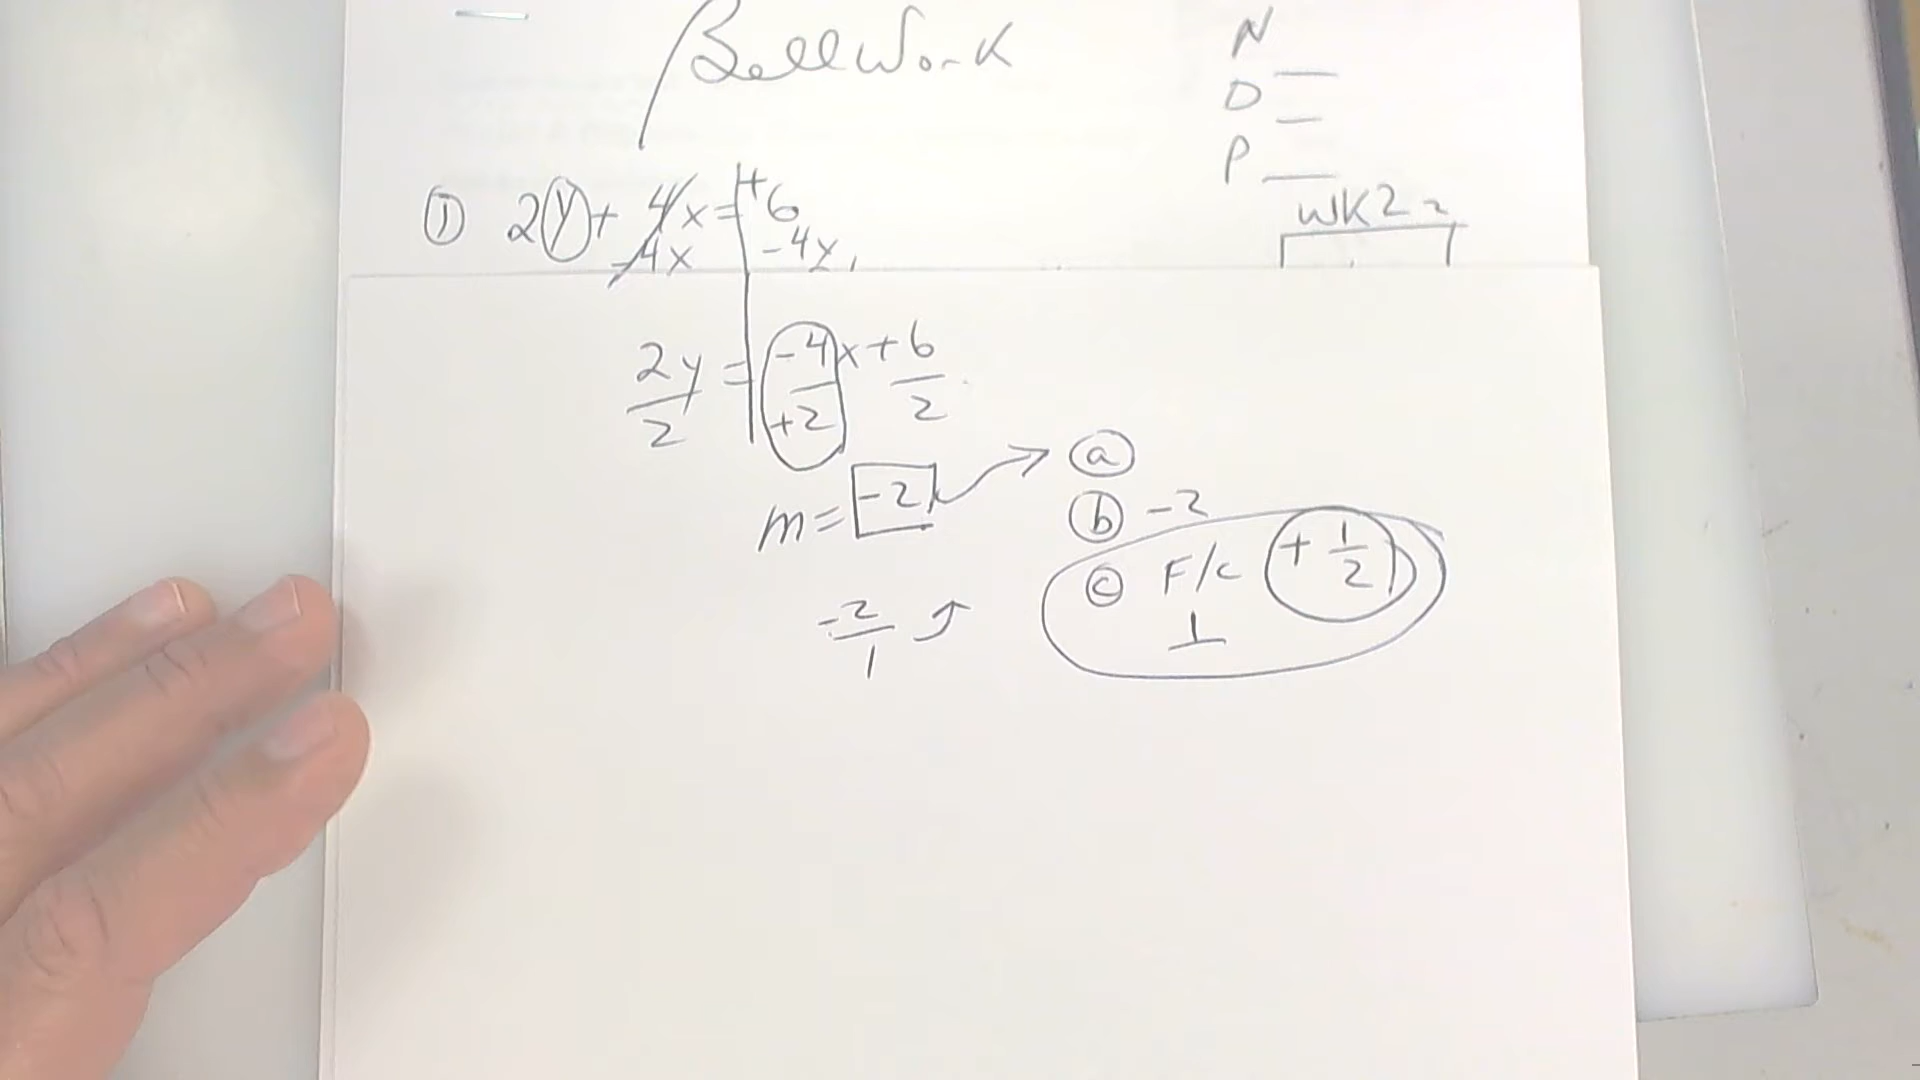 BellWork
N
D
P
WK2
① 2y + 4x = +6
-4x -4x
2y = -4x + 6
2 +2 2
m = -2 → ⓐ
ⓑ -2
ⓒ F/C + 1/2
⊥
-2/1